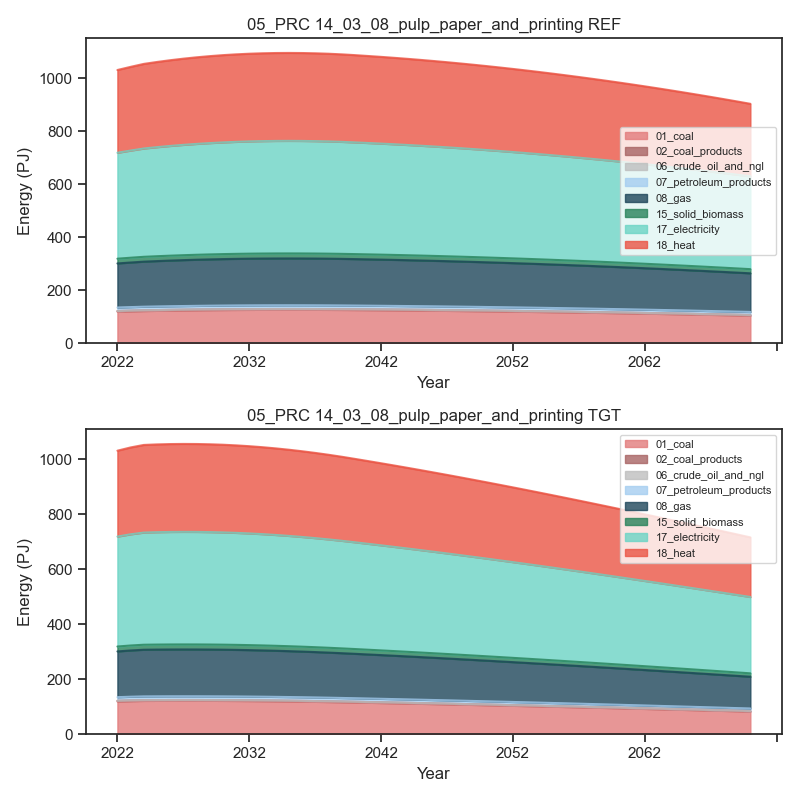 05_PRC 14_03_08_pulp_paper_and_printing REF
Energy (PJ)
1000
800
600
400
200
0
01_coal
02_coal_products
06_crude_oil_and_ngl
07_petroleum_products
08_gas
15_solid_biomass
17_electricity
18_heat
2022 2032 2042 2052 2062
Year
05_PRC 14_03_08_pulp_paper_and_printing TGT
Energy (PJ)
1000
800
600
400
200
0
01_coal
02_coal_products
06_crude_oil_and_ngl
07_petroleum_products
08_gas
15_solid_biomass
17_electricity
18_heat
2022 2032 2042 2052 2062
Year